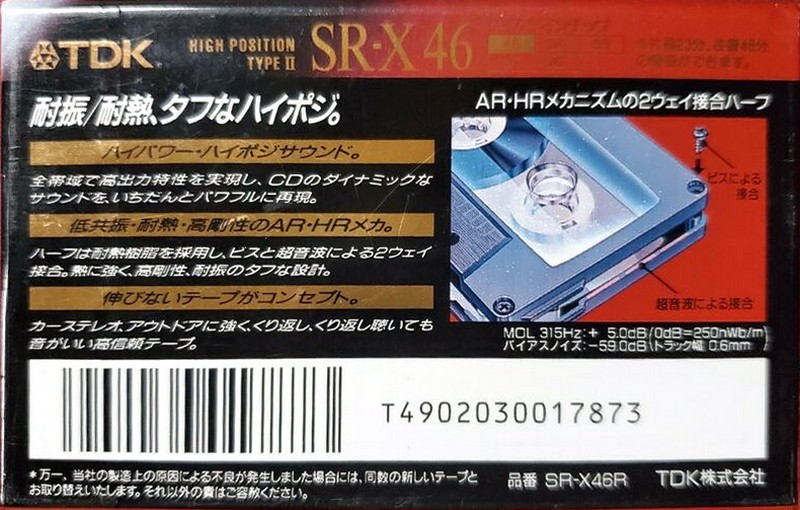 TDK
HIGH POSITION
TYPE II
SR-X 46
46
片道23分、往復46分
耐振/耐熱、タフなハイポジ。
AR・HRメカニズムの2ウェイ接合ハーフ
ハイパワー・ハイポジサウンド。
全帯域で高出力特性を実現し、CDのダイナミックな
サウンドを、いちだんとパワフルに再現。
低共振・耐熱・高剛性のAR・HRメカ。
ハーフは耐熱樹脂を採用し、ビスと超音波による2ウェイ
接合。熱に強く、高剛性、耐振のタフな設計。
伸びないテープがコンセプト。
カーステレオ、アウトドアに強く、くり返し、くり返し聴いても
音がいい高信頼テープ。
ビスによる
接合
超音波による接合
MOL 315Hz:+ 5.0dB(0dB=250nWb/m)
バイアスノイズ:-59.0dB(トラック幅 0.6mm)
T4902030017873
*万一、当社の製造上の原因による不良が発生しました場合には、同数の新しいテープと
お取り替えいたします。それ以外の責はご容赦ください。
品番 SR-X46R
TDK株式会社